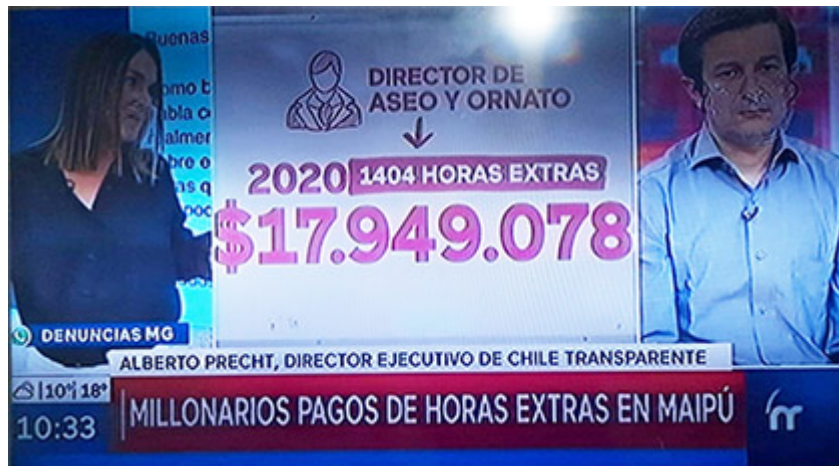 Buenas
DIRECTOR DE
ASEO Y ORNATO
2020 1404 HORAS EXTRAS
$17.949.078
DENUNCIAS MG
ALBERTO PRECHT, DIRECTOR EJECUTIVO DE CHILE TRANSPARENTE
10° 18°
10:33
MILLONARIOS PAGOS DE HORAS EXTRAS EN MAIPÚ